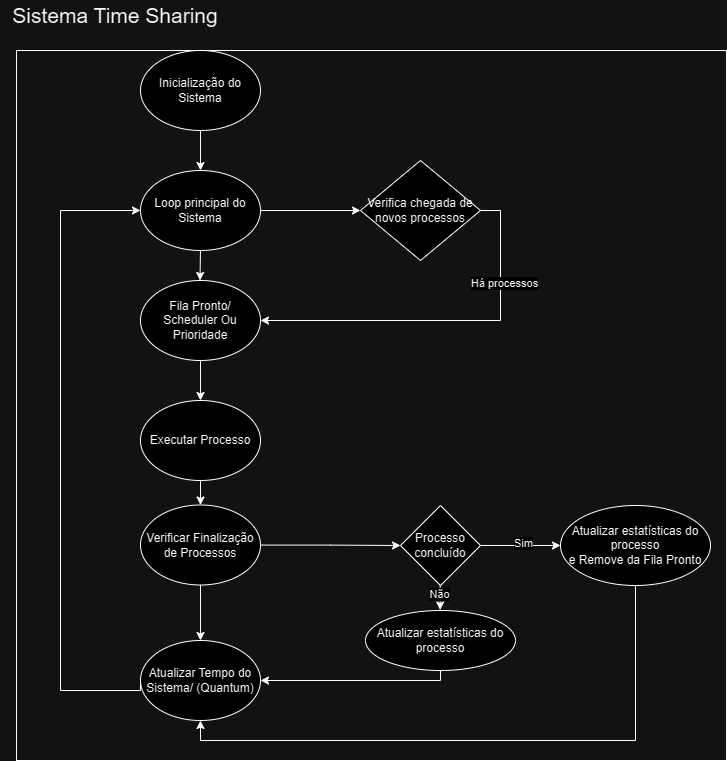 Sistema Time Sharing
Inicialização do
Sistema
Loop principal do
Sistema
Verifica chegada de
novos processos
Há processos
Fila Pronto/
Scheduler Ou
Prioridade
Executar Processo
Verificar Finalização
de Processos
Processo
concluído
Sim
Atualizar estatísticas do
processo
e Remove da Fila Pronto
Não
Atualizar estatísticas do
processo
Atualizar Tempo do
Sistema/ (Quantum)